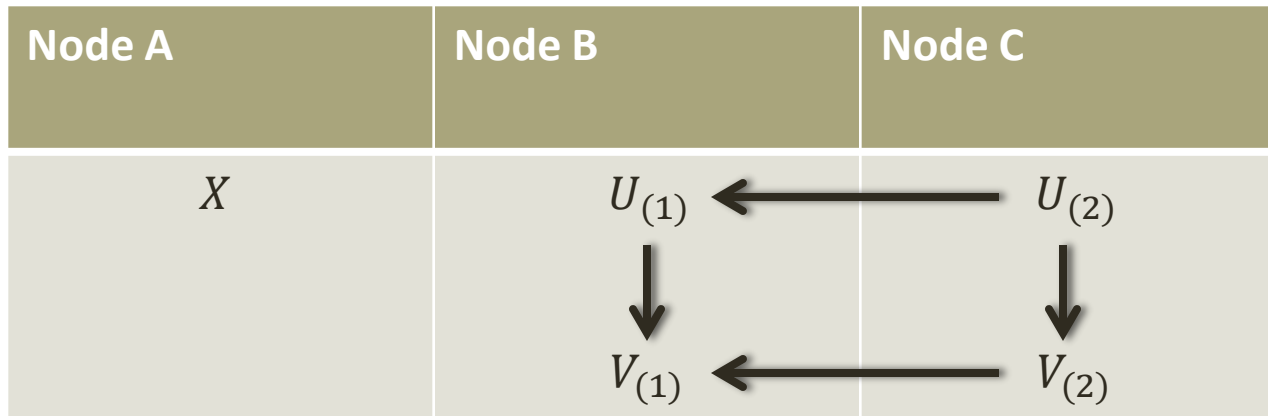 Node A Node B Node C
X U(1) U(2)
V(1) V(2)